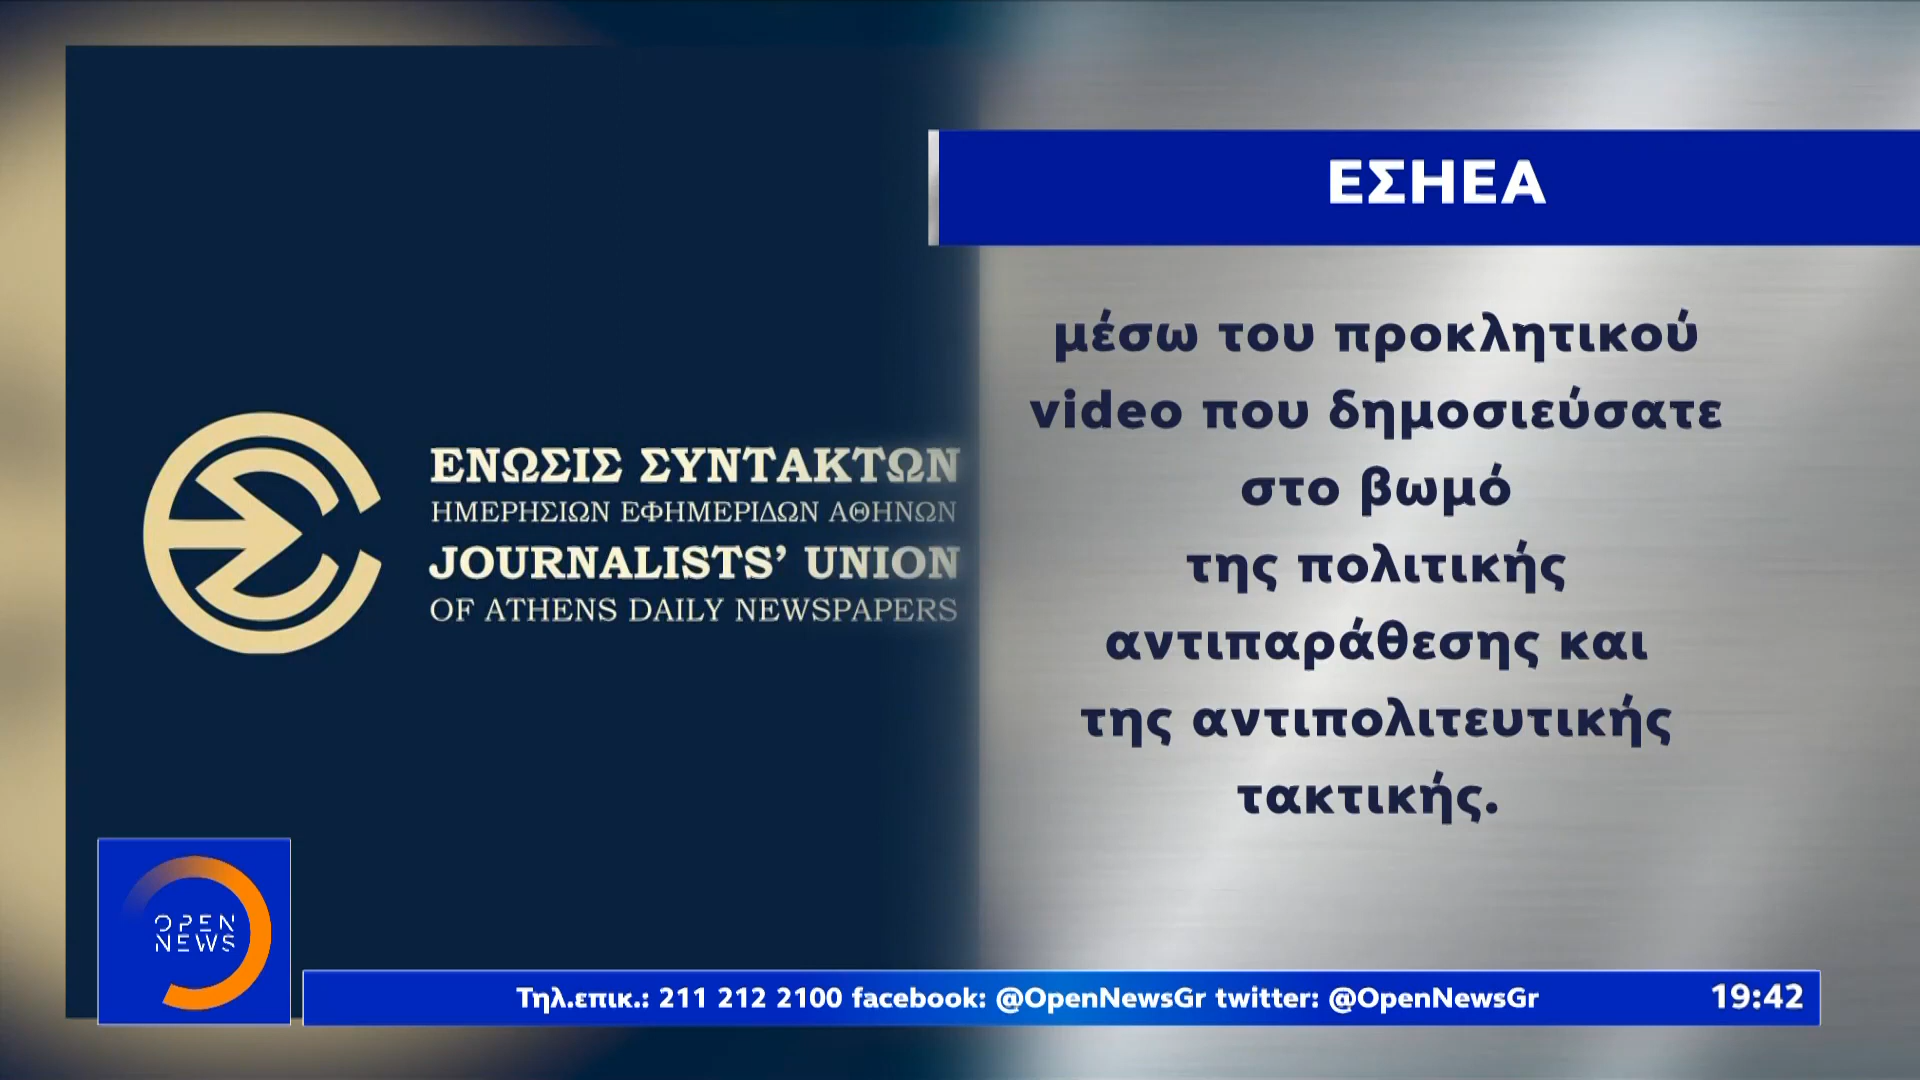 ΕΣΗΕΑ
μέσω του προκλητικού
video που δημοσιεύσατε
στο βωμό
της πολιτικής
αντιπαράθεσης και
της αντιπολιτευτικής
τακτικής.
ΕΝΩΣΙΣ ΣΥΝΤΑΚΤΩΝ
ΗΜΕΡΗΣΙΩΝ ΕΦΗΜΕΡΙΔΩΝ ΑΘΗΝΩΝ
JOURNALISTS’ UNION
OF ATHENS DAILY NEWSPAPERS
OPEN
NEWS
Τηλ.επικ.: 211 212 2100 facebook: @OpenNewsGr twitter: @OpenNewsGr
19:42